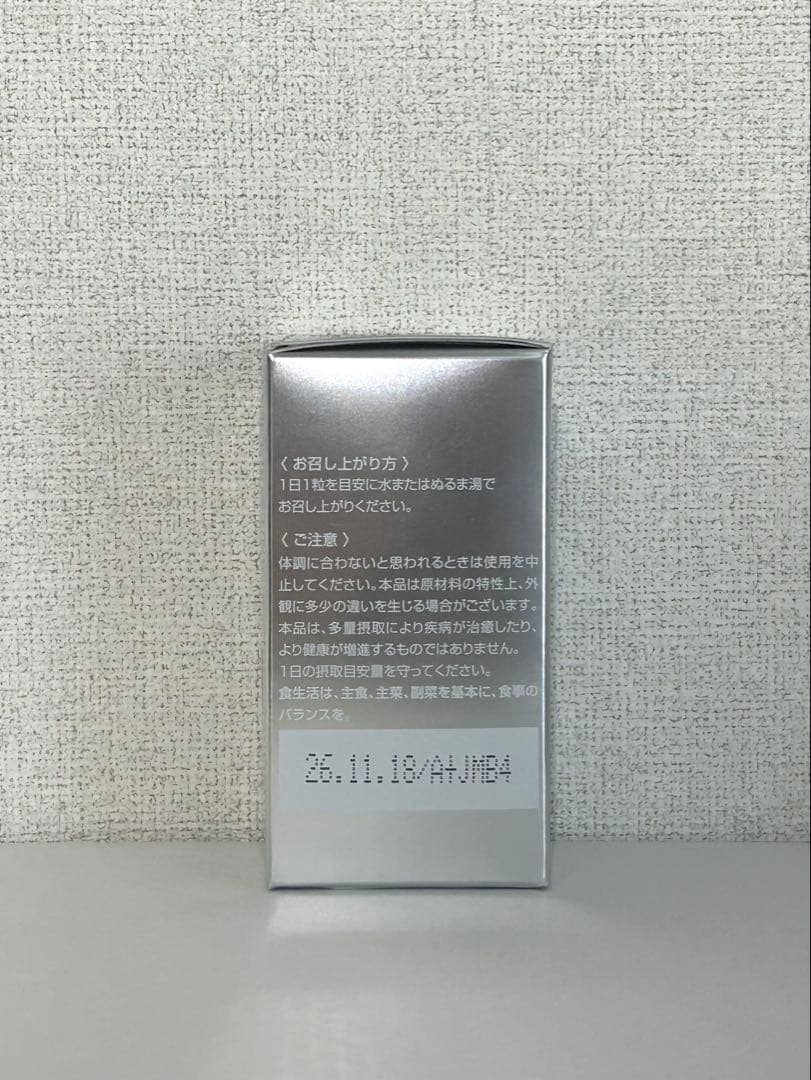 〈 お召し上がり方 〉
1日1粒を目安に水またはぬるま湯で
お召し上がりください。
〈 ご注意 〉
体調に合わないと思われるときは使用を中
止してください。本品は原材料の特性上、外
観に多少の違いを生じる場合がございます。
本品は、多量摂取により疾病が治癒したり、
より健康が増進するものではありません。
1日の摂取目安量を守ってください。
食生活は、主食、主菜、副菜を基本に、食事の
バランスを。
26.11.18/A+JMB4